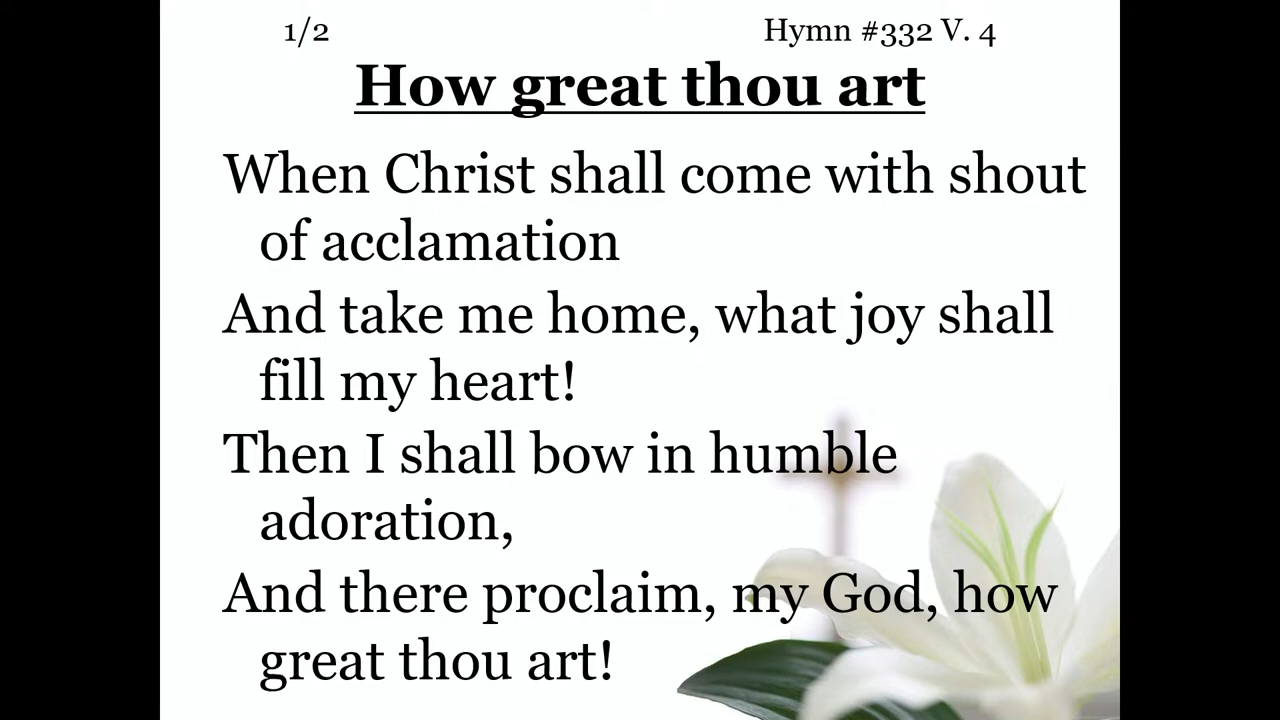 1/2 Hymn #332 V. 4
How great thou art
When Christ shall come with shout
of acclamation
And take me home, what joy shall
fill my heart!
Then I shall bow in humble
adoration,
And there proclaim, my God, how
great thou art!